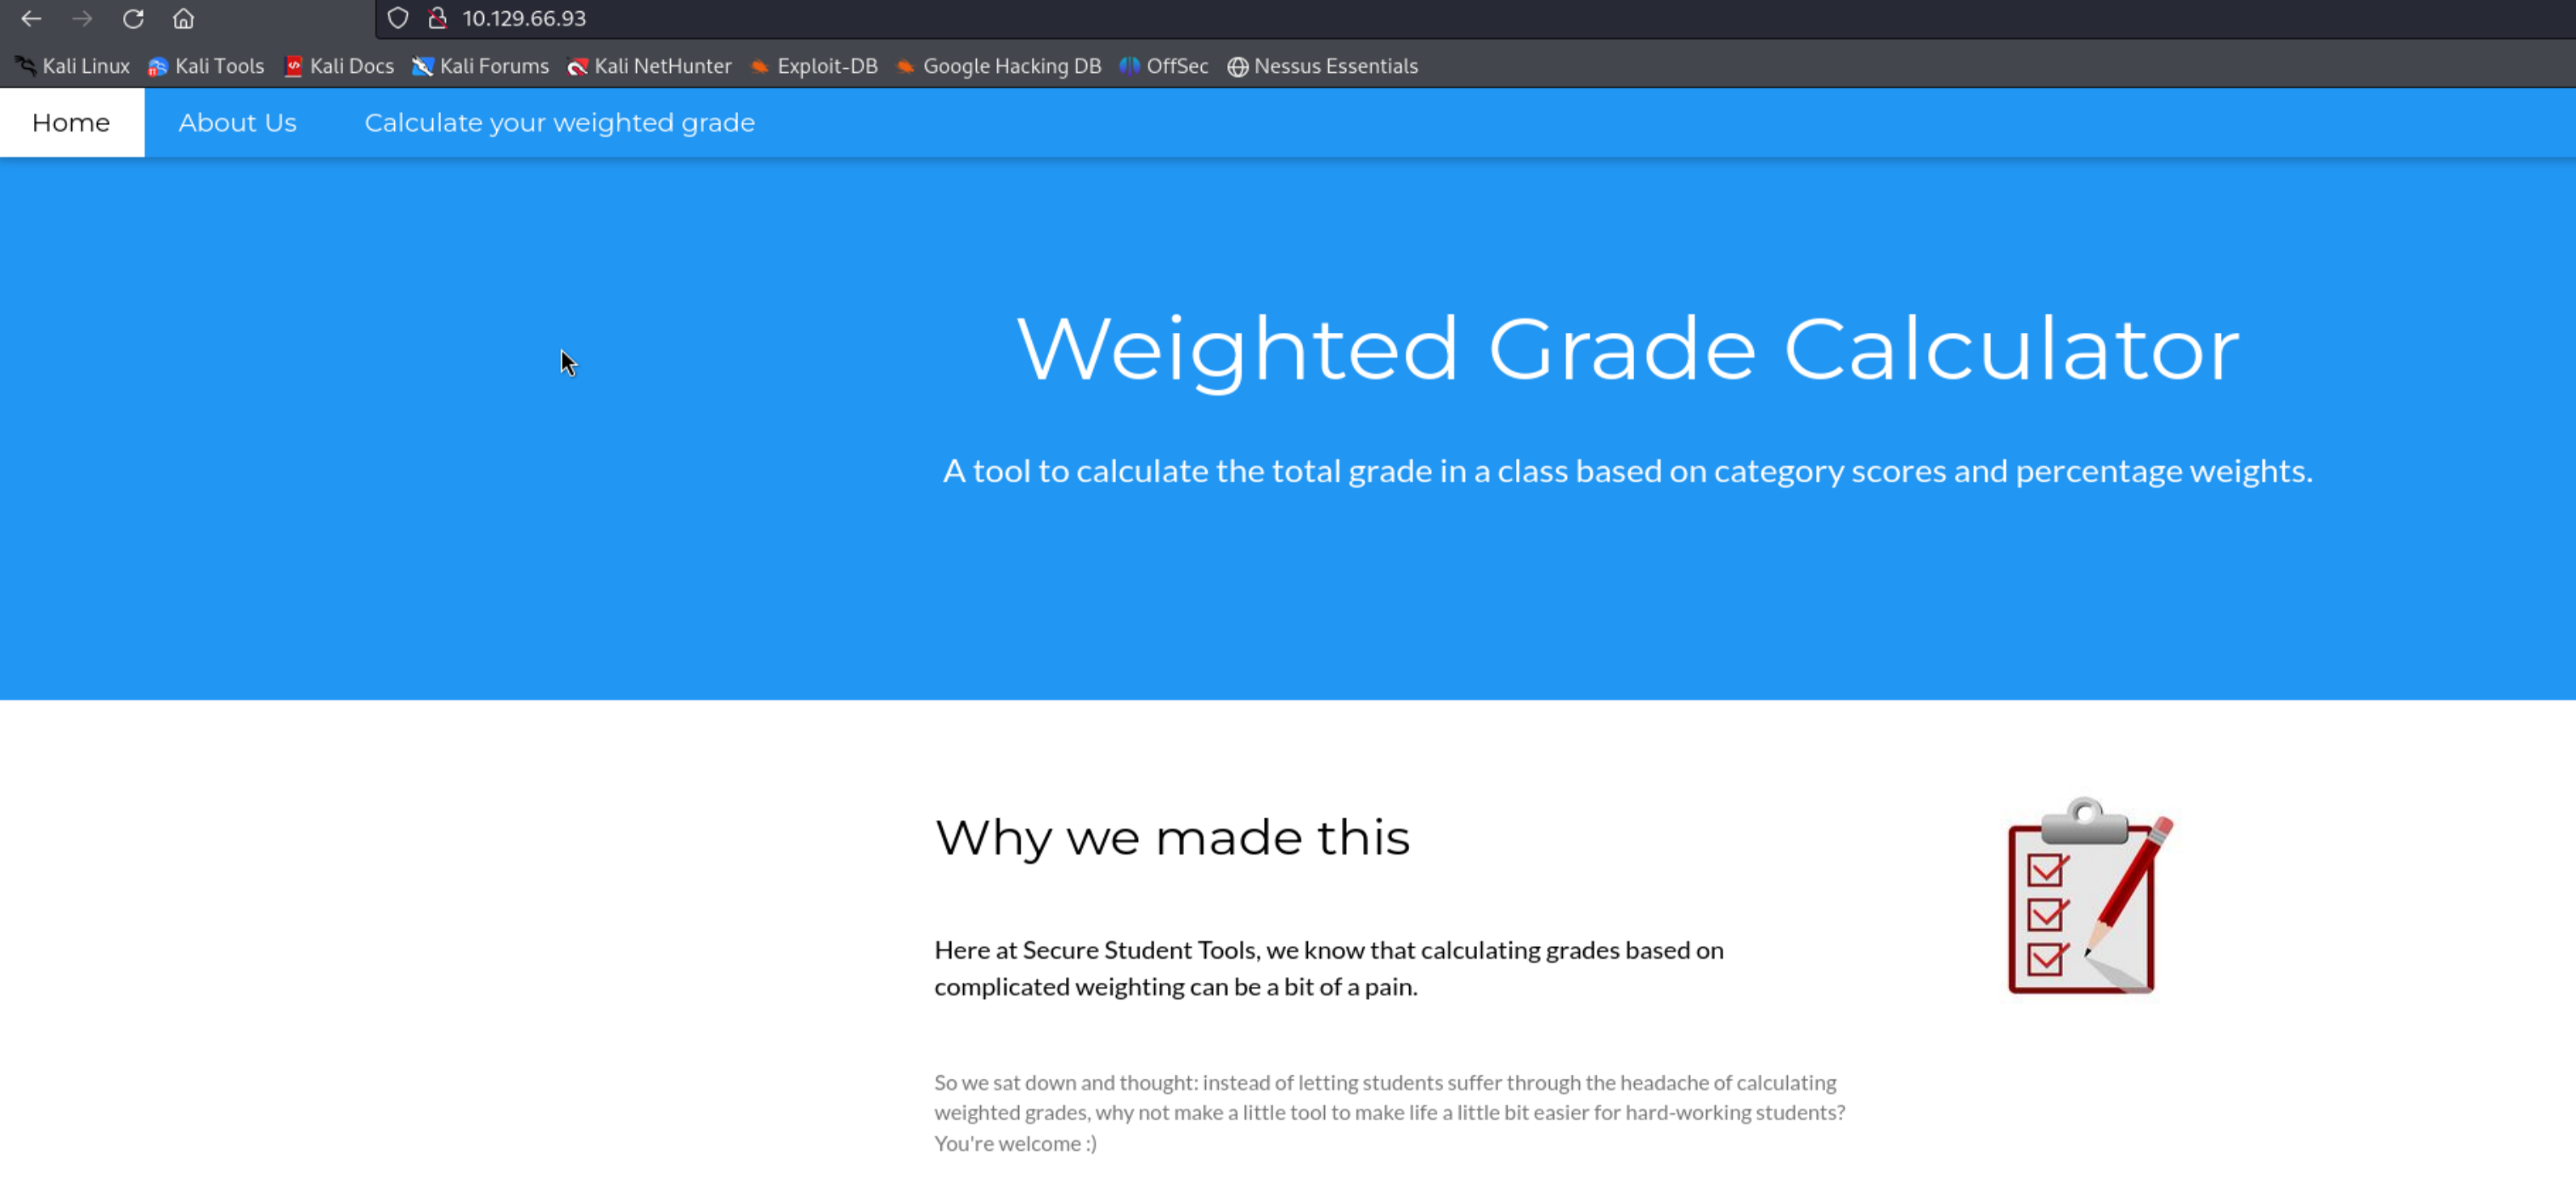 10.129.66.93
Kali Linux Kali Tools Kali Docs Kali Forums Kali NetHunter Exploit-DB Google Hacking DB OffSec Nessus Essentials
Home About Us Calculate your weighted grade
Weighted Grade Calculator
A tool to calculate the total grade in a class based on category scores and percentage weights.
Why we made this
Here at Secure Student Tools, we know that calculating grades based on
complicated weighting can be a bit of a pain.
So we sat down and thought: instead of letting students suffer through the headache of calculating
weighted grades, why not make a little tool to make life a little bit easier for hard-working students?
You're welcome :)